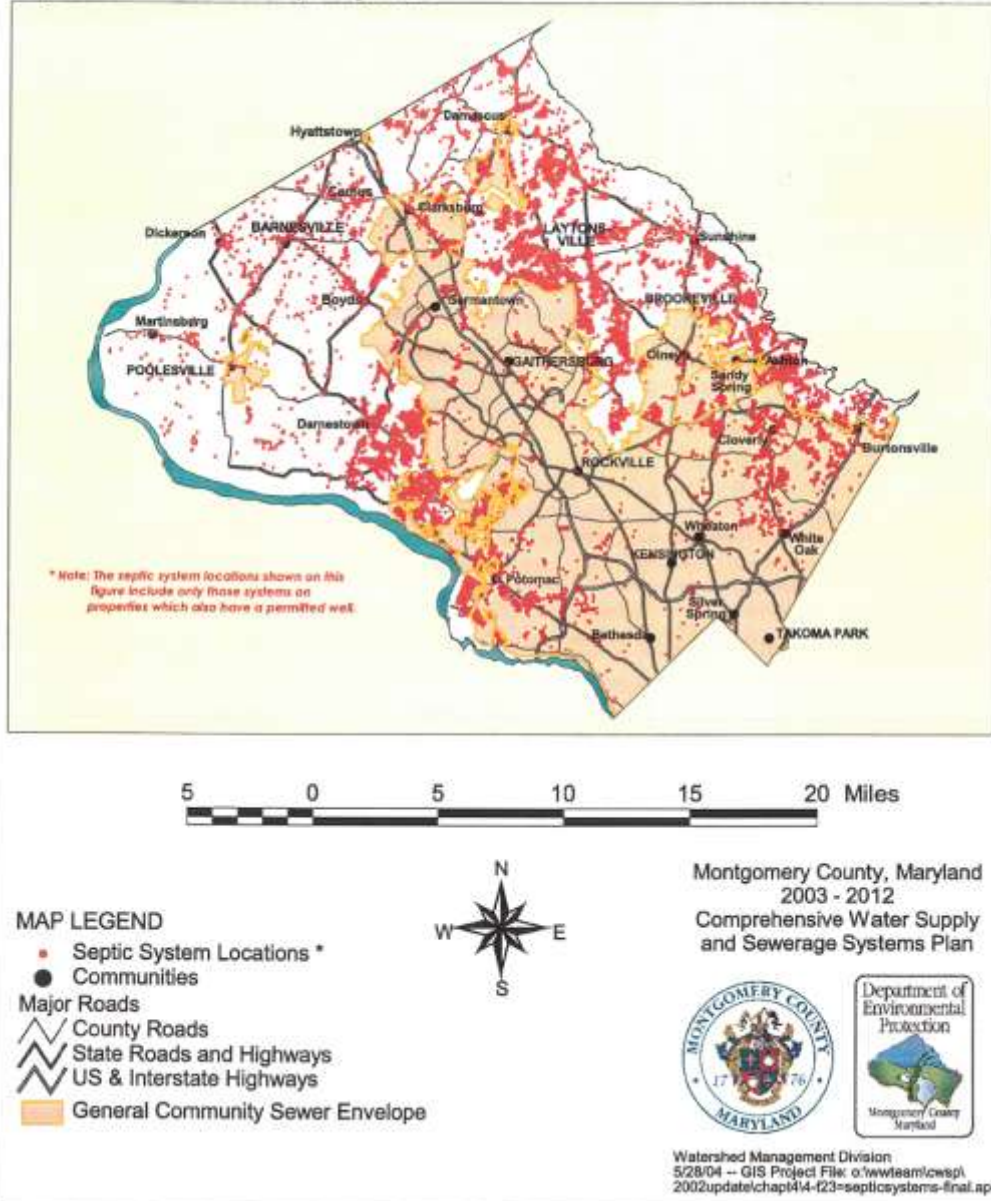 Damascus
Hyattstown
Comus
Clarksburg
Dickerson
BARNESVILLE
LAYTONS-
VILLE
Sunshine
Boyds
Germantown
BROOKEVILLE
Martinsburg
GAITHERSBURG
Olney
Ashton
POOLESVILLE
Sandy
Spring
Darnestown
Cloverly
Burtonsville
ROCKVILLE
Wheaton
White
Oak
KENSINGTON
* Note: The septic system locations shown on this
figure include only those systems on
properties which also have a permitted well.
Potomac
Silver
Spring
Bethesda
TAKOMA PARK
5 0 5 10 15 20 Miles
N
W E
S
Montgomery County, Maryland
2003 - 2012
Comprehensive Water Supply
and Sewerage Systems Plan
MAP LEGEND
Septic System Locations *
Communities
Major Roads
County Roads
State Roads and Highways
US & Interstate Highways
General Community Sewer Envelope
MONTGOMERY COUNTY
17 76
MARYLAND
Department of
Environmental
Protection
Montgomery County
Maryland
Watershed Management Division
5/28/04 -- GIS Project File: o:\wwteam\cwsp\
2002update\chapt4\4-f23=septicsystems-final.ap